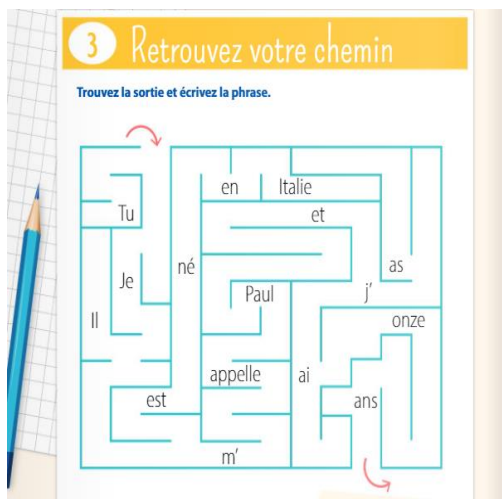 3 Retrouvez votre chemin
Trouvez la sortie et écrivez la phrase.
en Italie
Tu et
né as
Je Paul j'
Il onze
appelle ai
est ans
m'